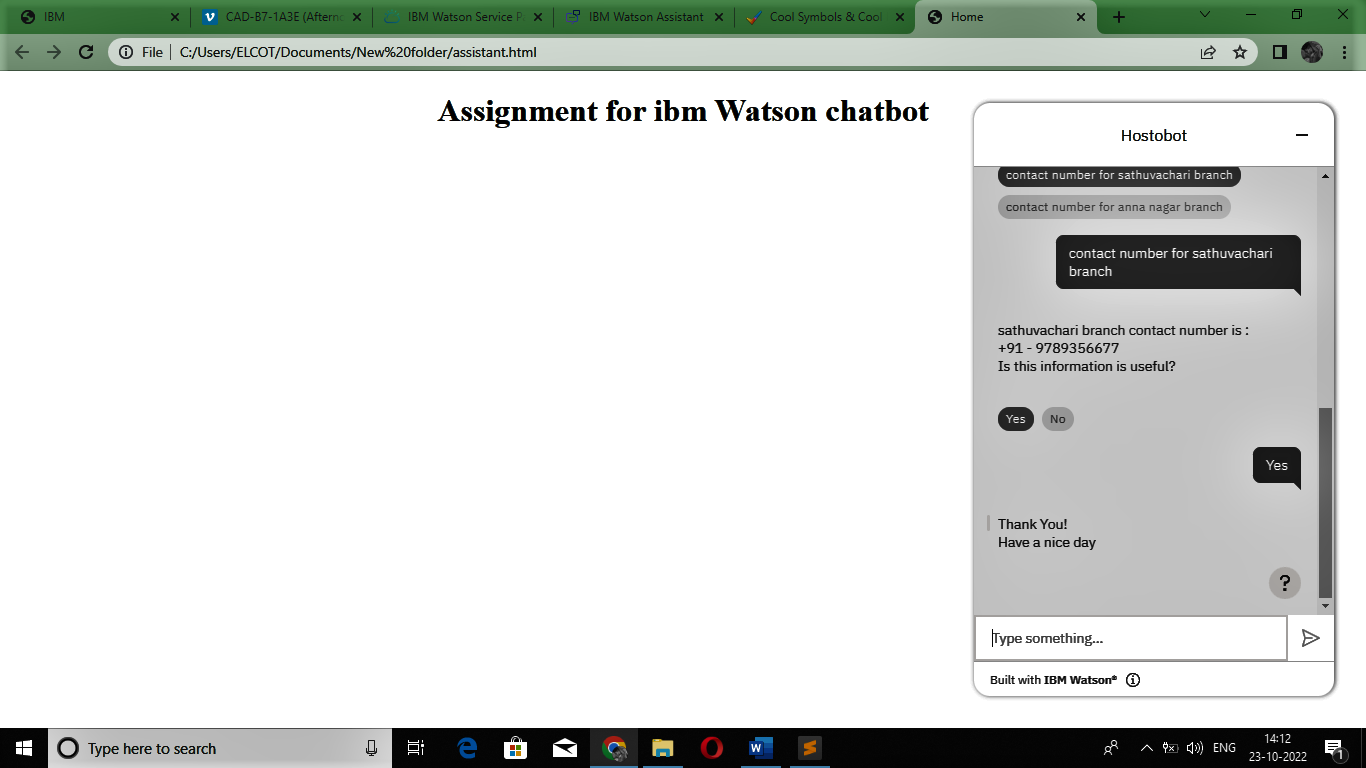 IBM
CAD-B7-1A3E (Afterno
IBM Watson Service P
IBM Watson Assistant
Cool Symbols & Cool
Home
File
C:/Users/ELCOT/Documents/New%20folder/assistant.html
Assignment for ibm Watson chatbot
Hostobot
contact number for sathuvachari branch
contact number for anna nagar branch
contact number for sathuvachari
branch
sathuvachari branch contact number is :
+91 - 9789356677
Is this information is useful?
Yes No
Yes
Thank You!
Have a nice day
?
Type something...
Built with IBM Watson®
Type here to search
ENG
14:12
23-10-2022
1